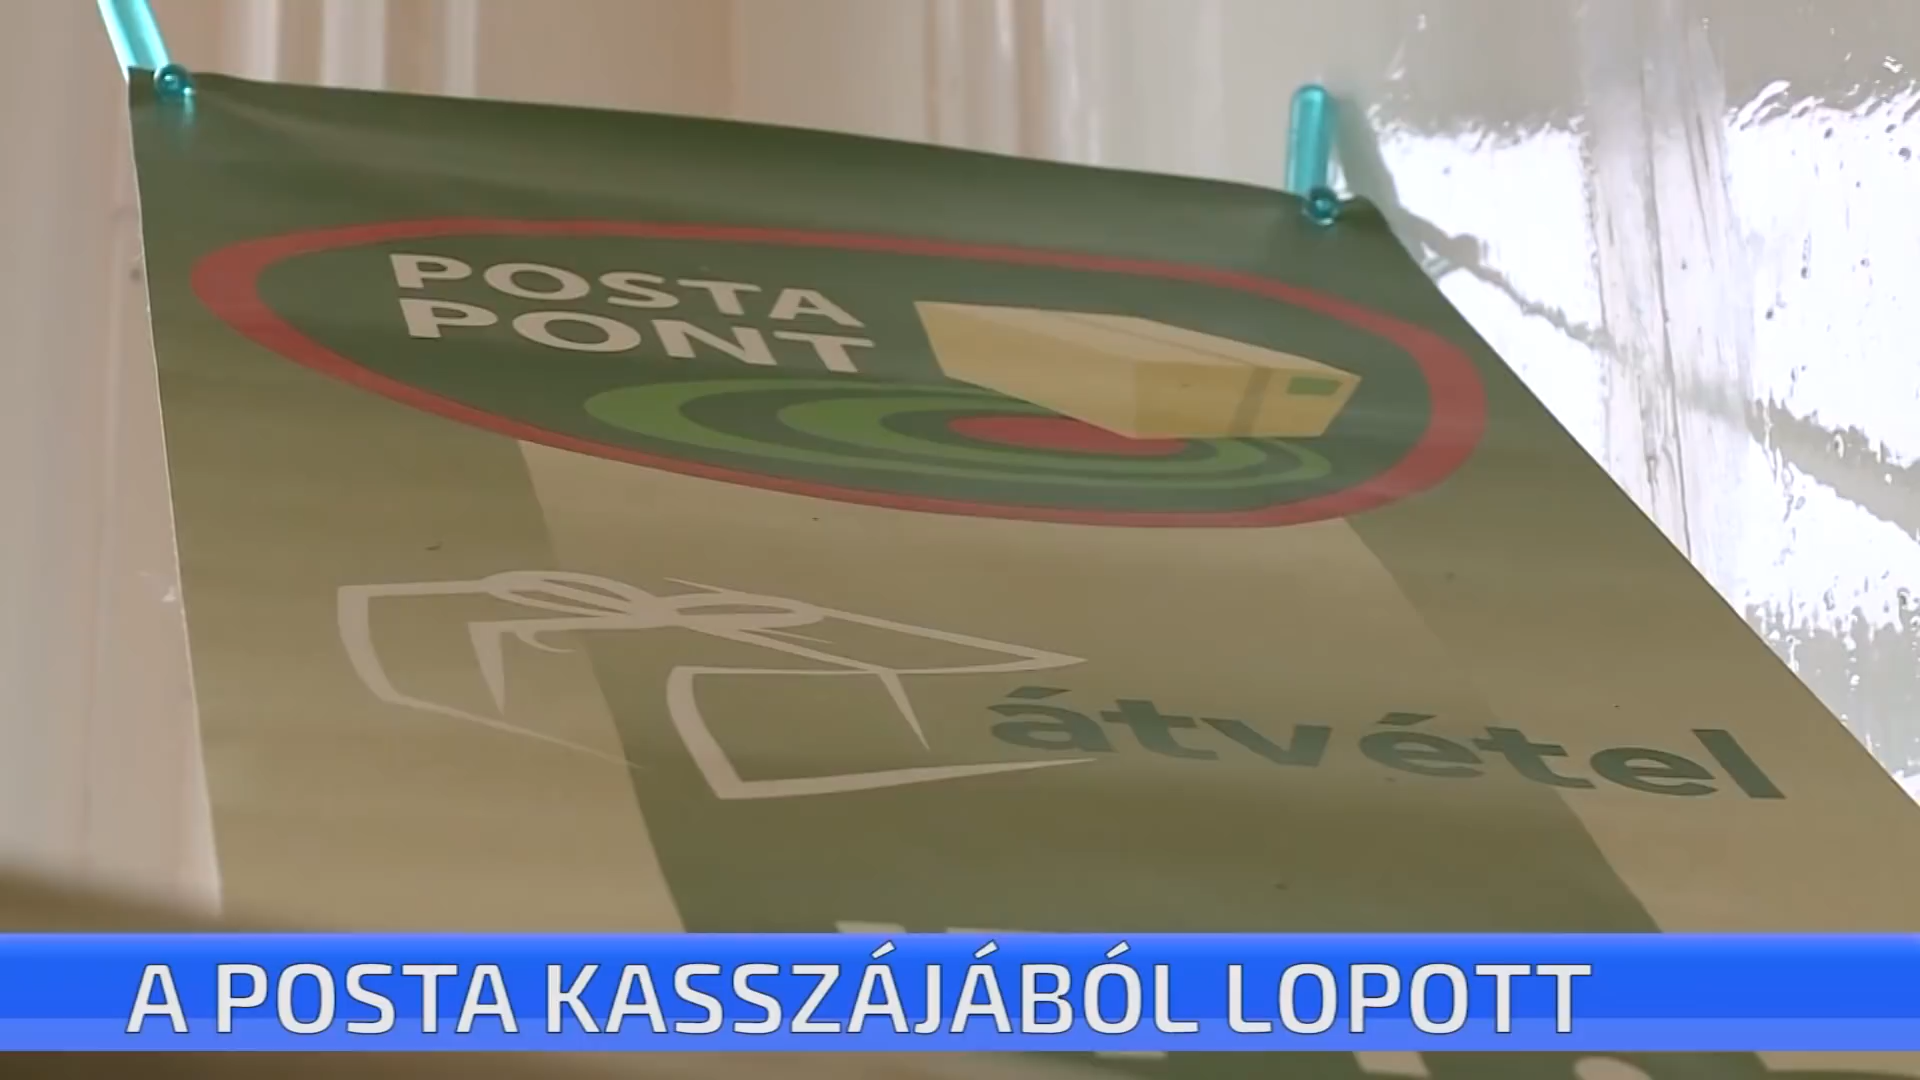 POSTA
PONT
átvétel
A POSTA KASSZÁJÁBÓL LOPOTT